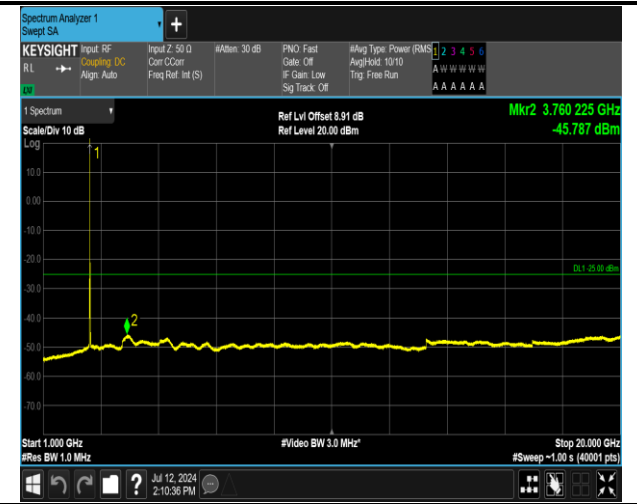 Spectrum Analyzer 1
Swept SA
+
KEYSIGHT Input: RF Input Z: 50 Ω #Atten: 30 dB PNO: Fast #Avg Type: Power (RMS 1 2 3 4 5 6
RL Coupling: DC Corr CCorr Gate: Off Avg|Hold: 10/10 A W W W W W
Align: Auto Freq Ref: Int (S) IF Gain: Low Trig: Free Run
Sig Track: Off A A A A A A
1 Spectrum Ref Lvl Offset 8.91 dB Mkr2 3.760 225 GHz
Scale/Div 10 dB Ref Level 20.00 dBm -45.787 dBm
Log
1
10.0
0.00
-10.0
-20.0
DL1 -25.00 dBm
-30.0
-40.0
2
-50.0
-60.0
-70.0
Start 1.000 GHz #Video BW 3.0 MHz* Stop 20.000 GHz
#Res BW 1.0 MHz #Sweep ~1.00 s (40001 pts)
? Jul 12, 2024
2:10:36 PM